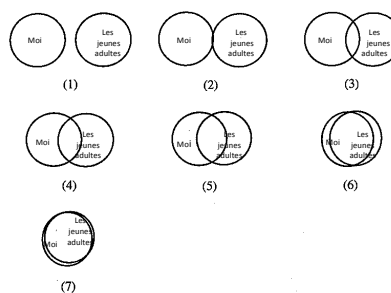 Moi Les jeunes adultes
(1)
Moi Les jeunes adultes
(2)
Moi Les jeunes adultes
(3)
Moi Les jeunes adultes
(4)
Moi Les jeunes adultes
(5)
Moi Les jeunes adultes
(6)
Moi Les jeunes adultes
(7)